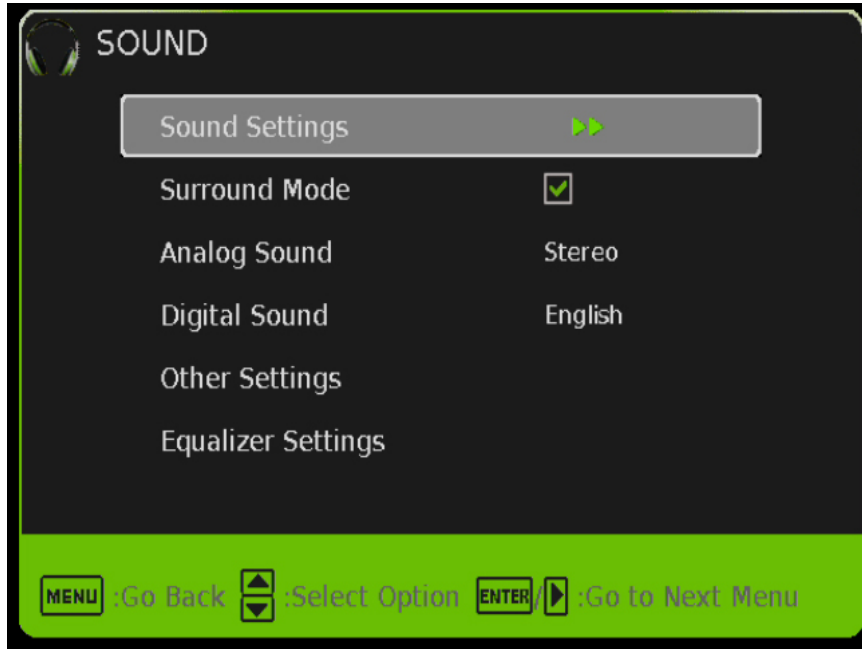 SOUND
Sound Settings
Surround Mode
Analog Sound Stereo
Digital Sound English
Other Settings
Equalizer Settings
MENU :Go Back :Select Option ENTER/ :Go to Next Menu